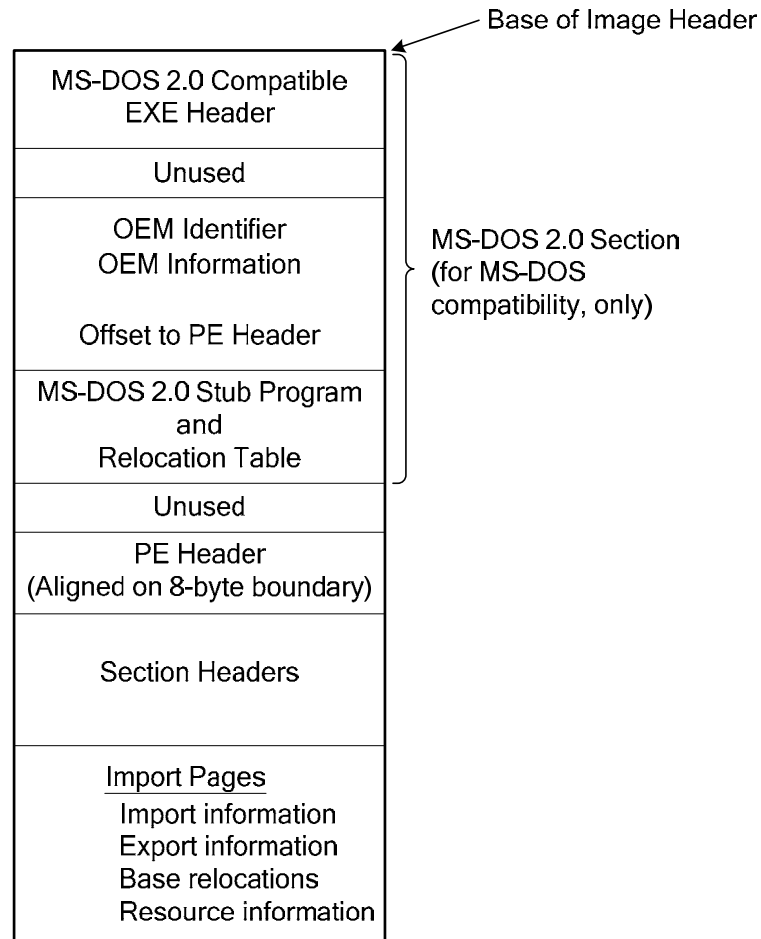 Base of Image Header
MS-DOS 2.0 Compatible
EXE Header
Unused
OEM Identifier
OEM Information
Offset to PE Header
MS-DOS 2.0 Section
(for MS-DOS
compatibility, only)
MS-DOS 2.0 Stub Program
and
Relocation Table
Unused
PE Header
(Aligned on 8-byte boundary)
Section Headers
Import Pages
Import information
Export information
Base relocations
Resource information